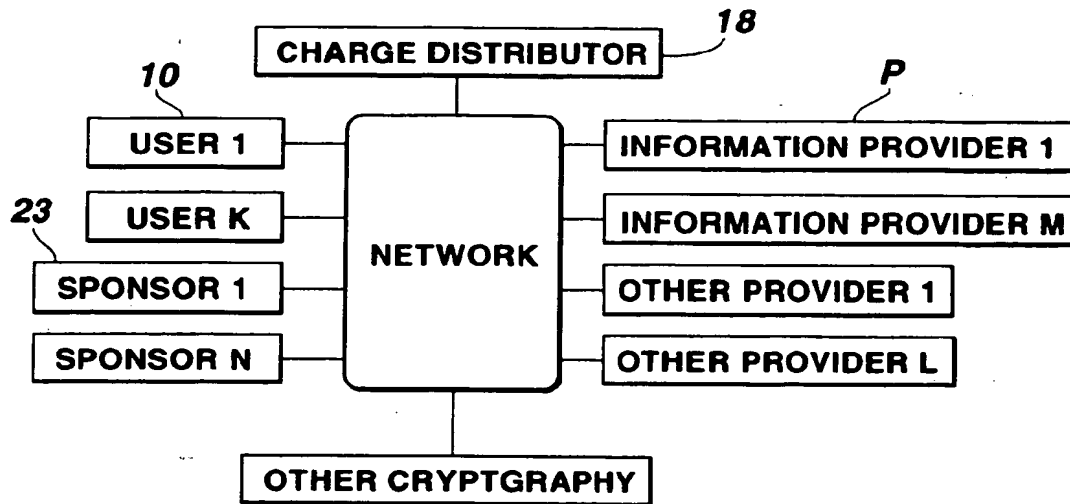 18
CHARGE DISTRIBUTOR
10
P
USER 1
INFORMATION PROVIDER 1
23
USER K
INFORMATION PROVIDER M
NETWORK
SPONSOR 1
OTHER PROVIDER 1
SPONSOR N
OTHER PROVIDER L
OTHER CRYPTGRAPHY